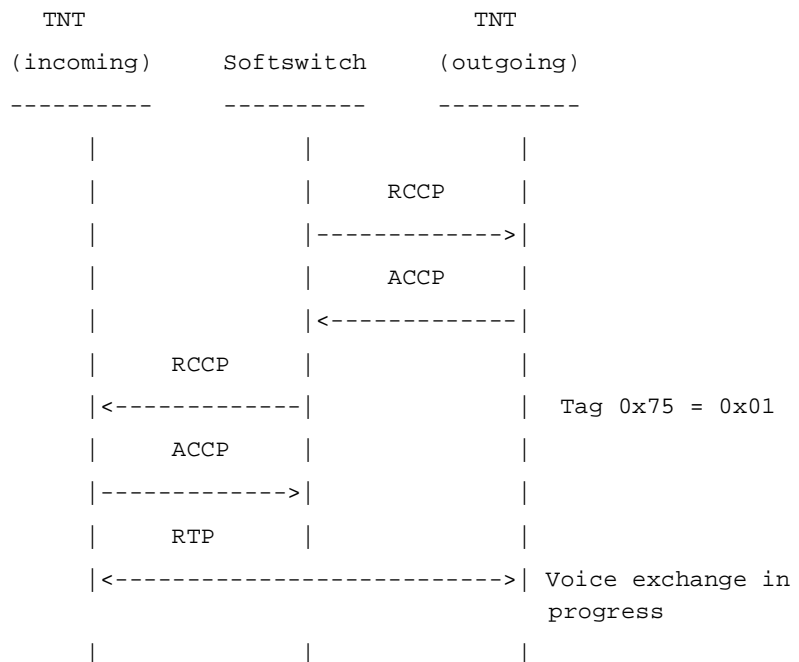 TNT TNT
(incoming) Softswitch (outgoing)
---------- ---------- ----------
| | |
| | RCCP |
| |------------->|
| | ACCP |
| |<-------------|
| RCCP | |
|<-------------| | Tag 0x75 = 0x01
| ACCP | |
|------------->| |
| RTP | |
|<---------------------------->| Voice exchange in
progress
| | |